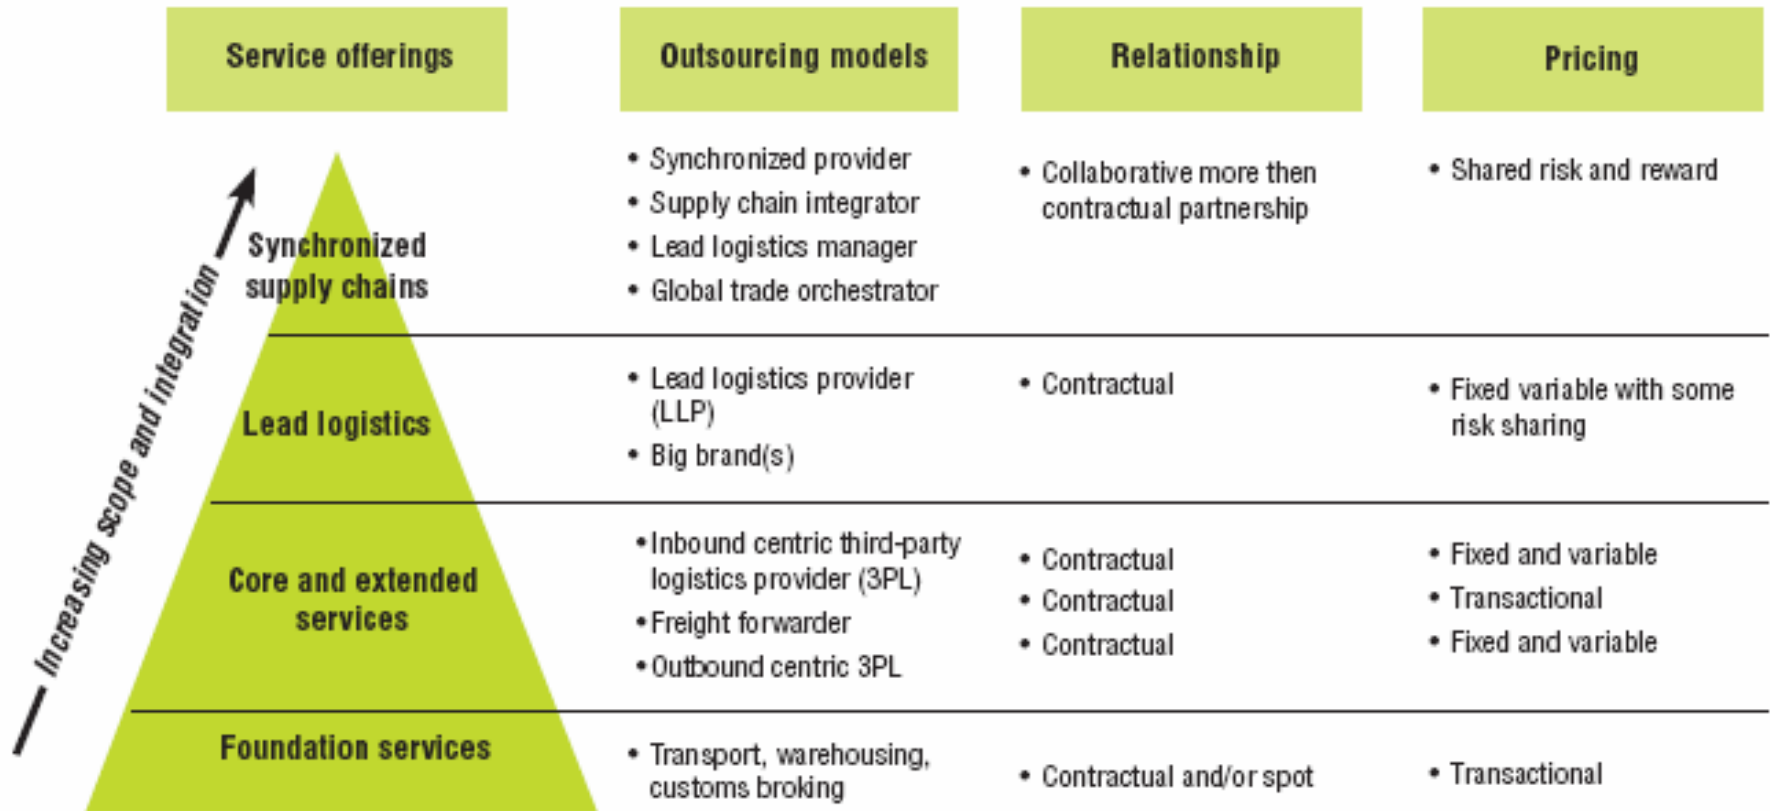 Service offerings
Outsourcing models
Relationship
Pricing
Increasing scope and integration
Synchronized
supply chains
• Synchronized provider
• Supply chain integrator
• Lead logistics manager
• Global trade orchestrator
• Collaborative more then
contractual partnership
• Shared risk and reward
Lead logistics
• Lead logistics provider
(LLP)
• Big brand(s)
• Contractual
• Fixed variable with some
risk sharing
Core and extended
services
• Inbound centric third-party
logistics provider (3PL)
• Freight forwarder
• Outbound centric 3PL
• Contractual
• Contractual
• Contractual
• Fixed and variable
• Transactional
• Fixed and variable
Foundation services
• Transport, warehousing,
customs broking
• Contractual and/or spot
• Transactional